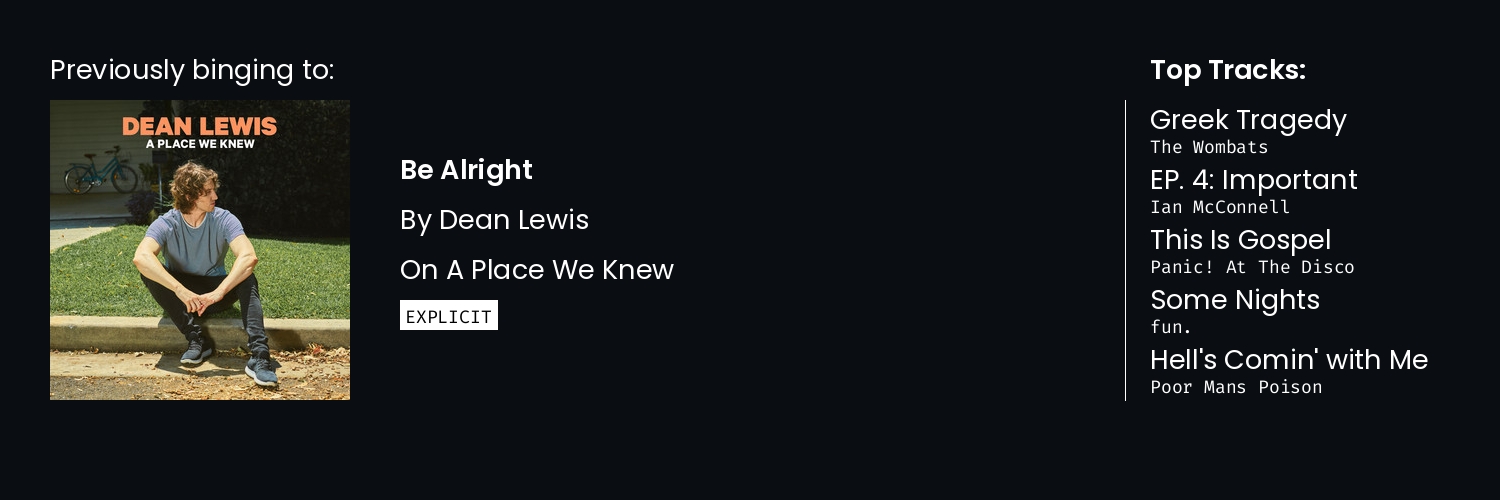 Previously binging to:
DEAN LEWIS
A PLACE WE KNEW
Be Alright
By Dean Lewis
On A Place We Knew
EXPLICIT
Top Tracks:
Greek Tragedy
The Wombats
EP. 4: Important
Ian McConnell
This Is Gospel
Panic! At The Disco
Some Nights
fun.
Hell's Comin' with Me
Poor Mans Poison